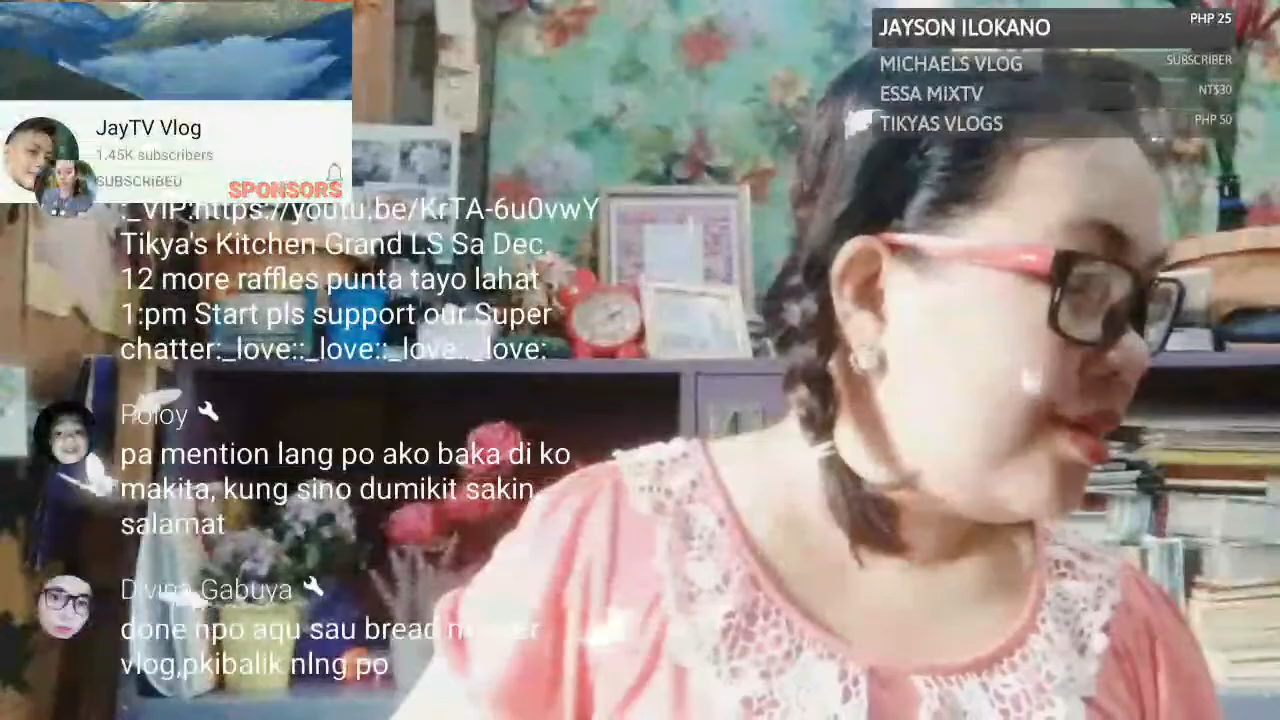 JayTV Vlog
1.45K subscribers
SUBSCRIBED
SPONSORS
JAYSON ILOKANO PHP 25
MICHAELS VLOG SUBSCRIBER
ESSA MIXTV NT$30
TIKYAS VLOGS PHP 50
:_VIP:https://youtu.be/KrTA-6u0vwY
Tikya's Kitchen Grand LS Sa Dec.
12 more raffles punta tayo lahat
1:pm Start pls support our Super
chatter:_love::_love::_love::_love:
Poloy
pa mention lang po ako baka di ko
makita, kung sino dumikit sakin,
salamat
Divina Gabuya
done npo aqu sau bread
vlog,pkibalik nlng po